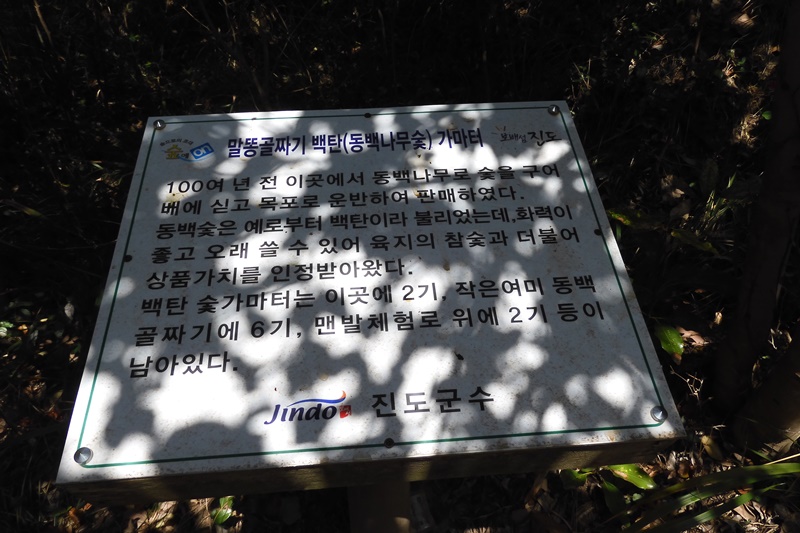 말똥골짜기 백탄(동백나무숯) 가마터
보배섬 진도
100여 년 전 이곳에서 동백나무로 숯을 구어
배에 싣고 목포로 운반하여 판매하였다.
동백숯은 예로부터 백탄이라 불리었는데,화력이
좋고 오래 쓸 수 있어 육지의 참숯과 더불어
상품가치를 인정받아왔다.
백탄 숯가마터는 이곳에 2기, 작은여미 동백
골짜기에 6기, 맨발체험로 위에 2기 등이
남아있다.
Jindo 진도군수